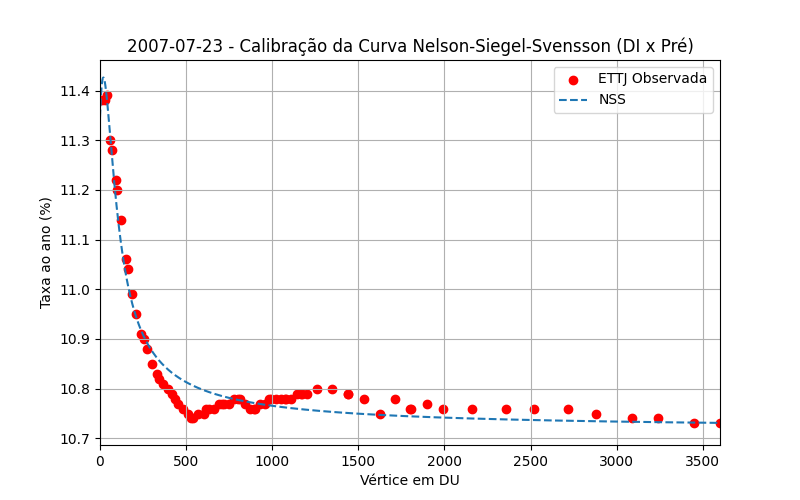 2007-07-23 - Calibração da Curva Nelson-Siegel-Svensson (DI x Pré)
ETTJ Observada
NSS
Taxa ao ano (%)
11.4
11.3
11.2
11.1
11.0
10.9
10.8
10.7
0 500 1000 1500 2000 2500 3000 3500
Vértice em DU